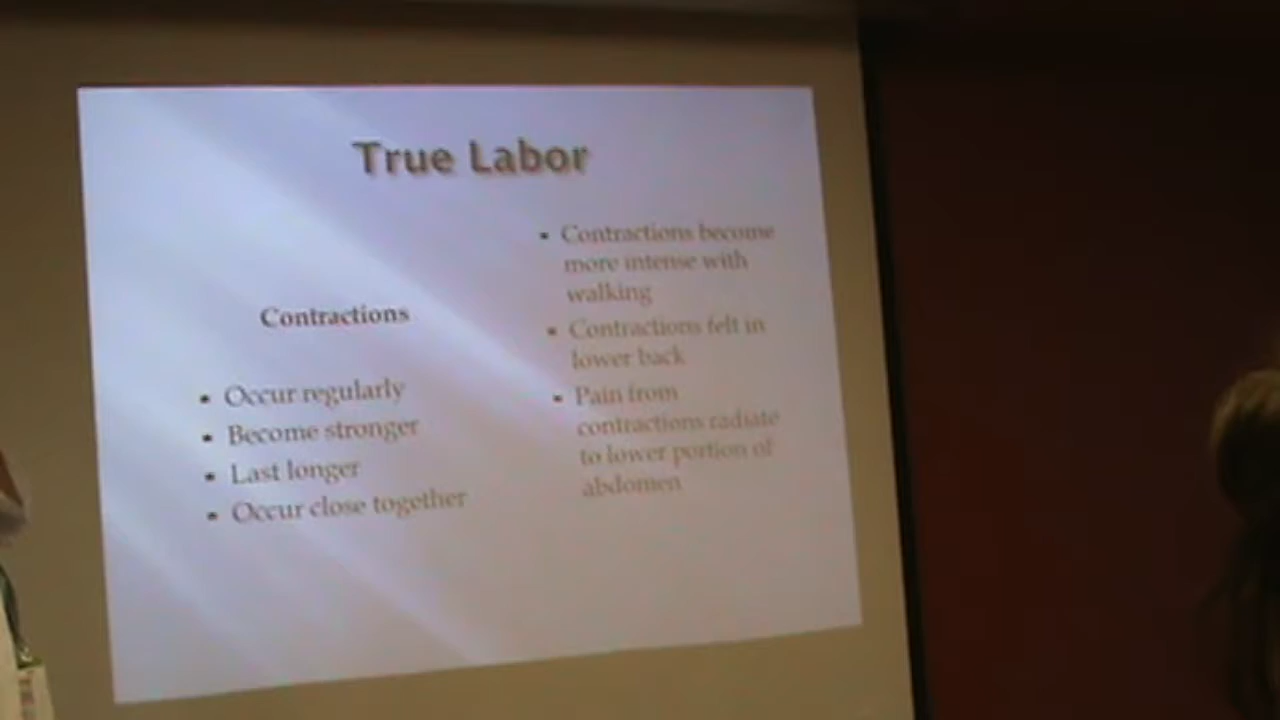 True Labor
Contractions
▪ Occur regularly
▪ Become stronger
▪ Last longer
▪ Occur close together
▪ Contractions become
more intense with
walking
▪ Contractions felt in
lower back
▪ Pain from
contractions radiate
to lower portion of
abdomen